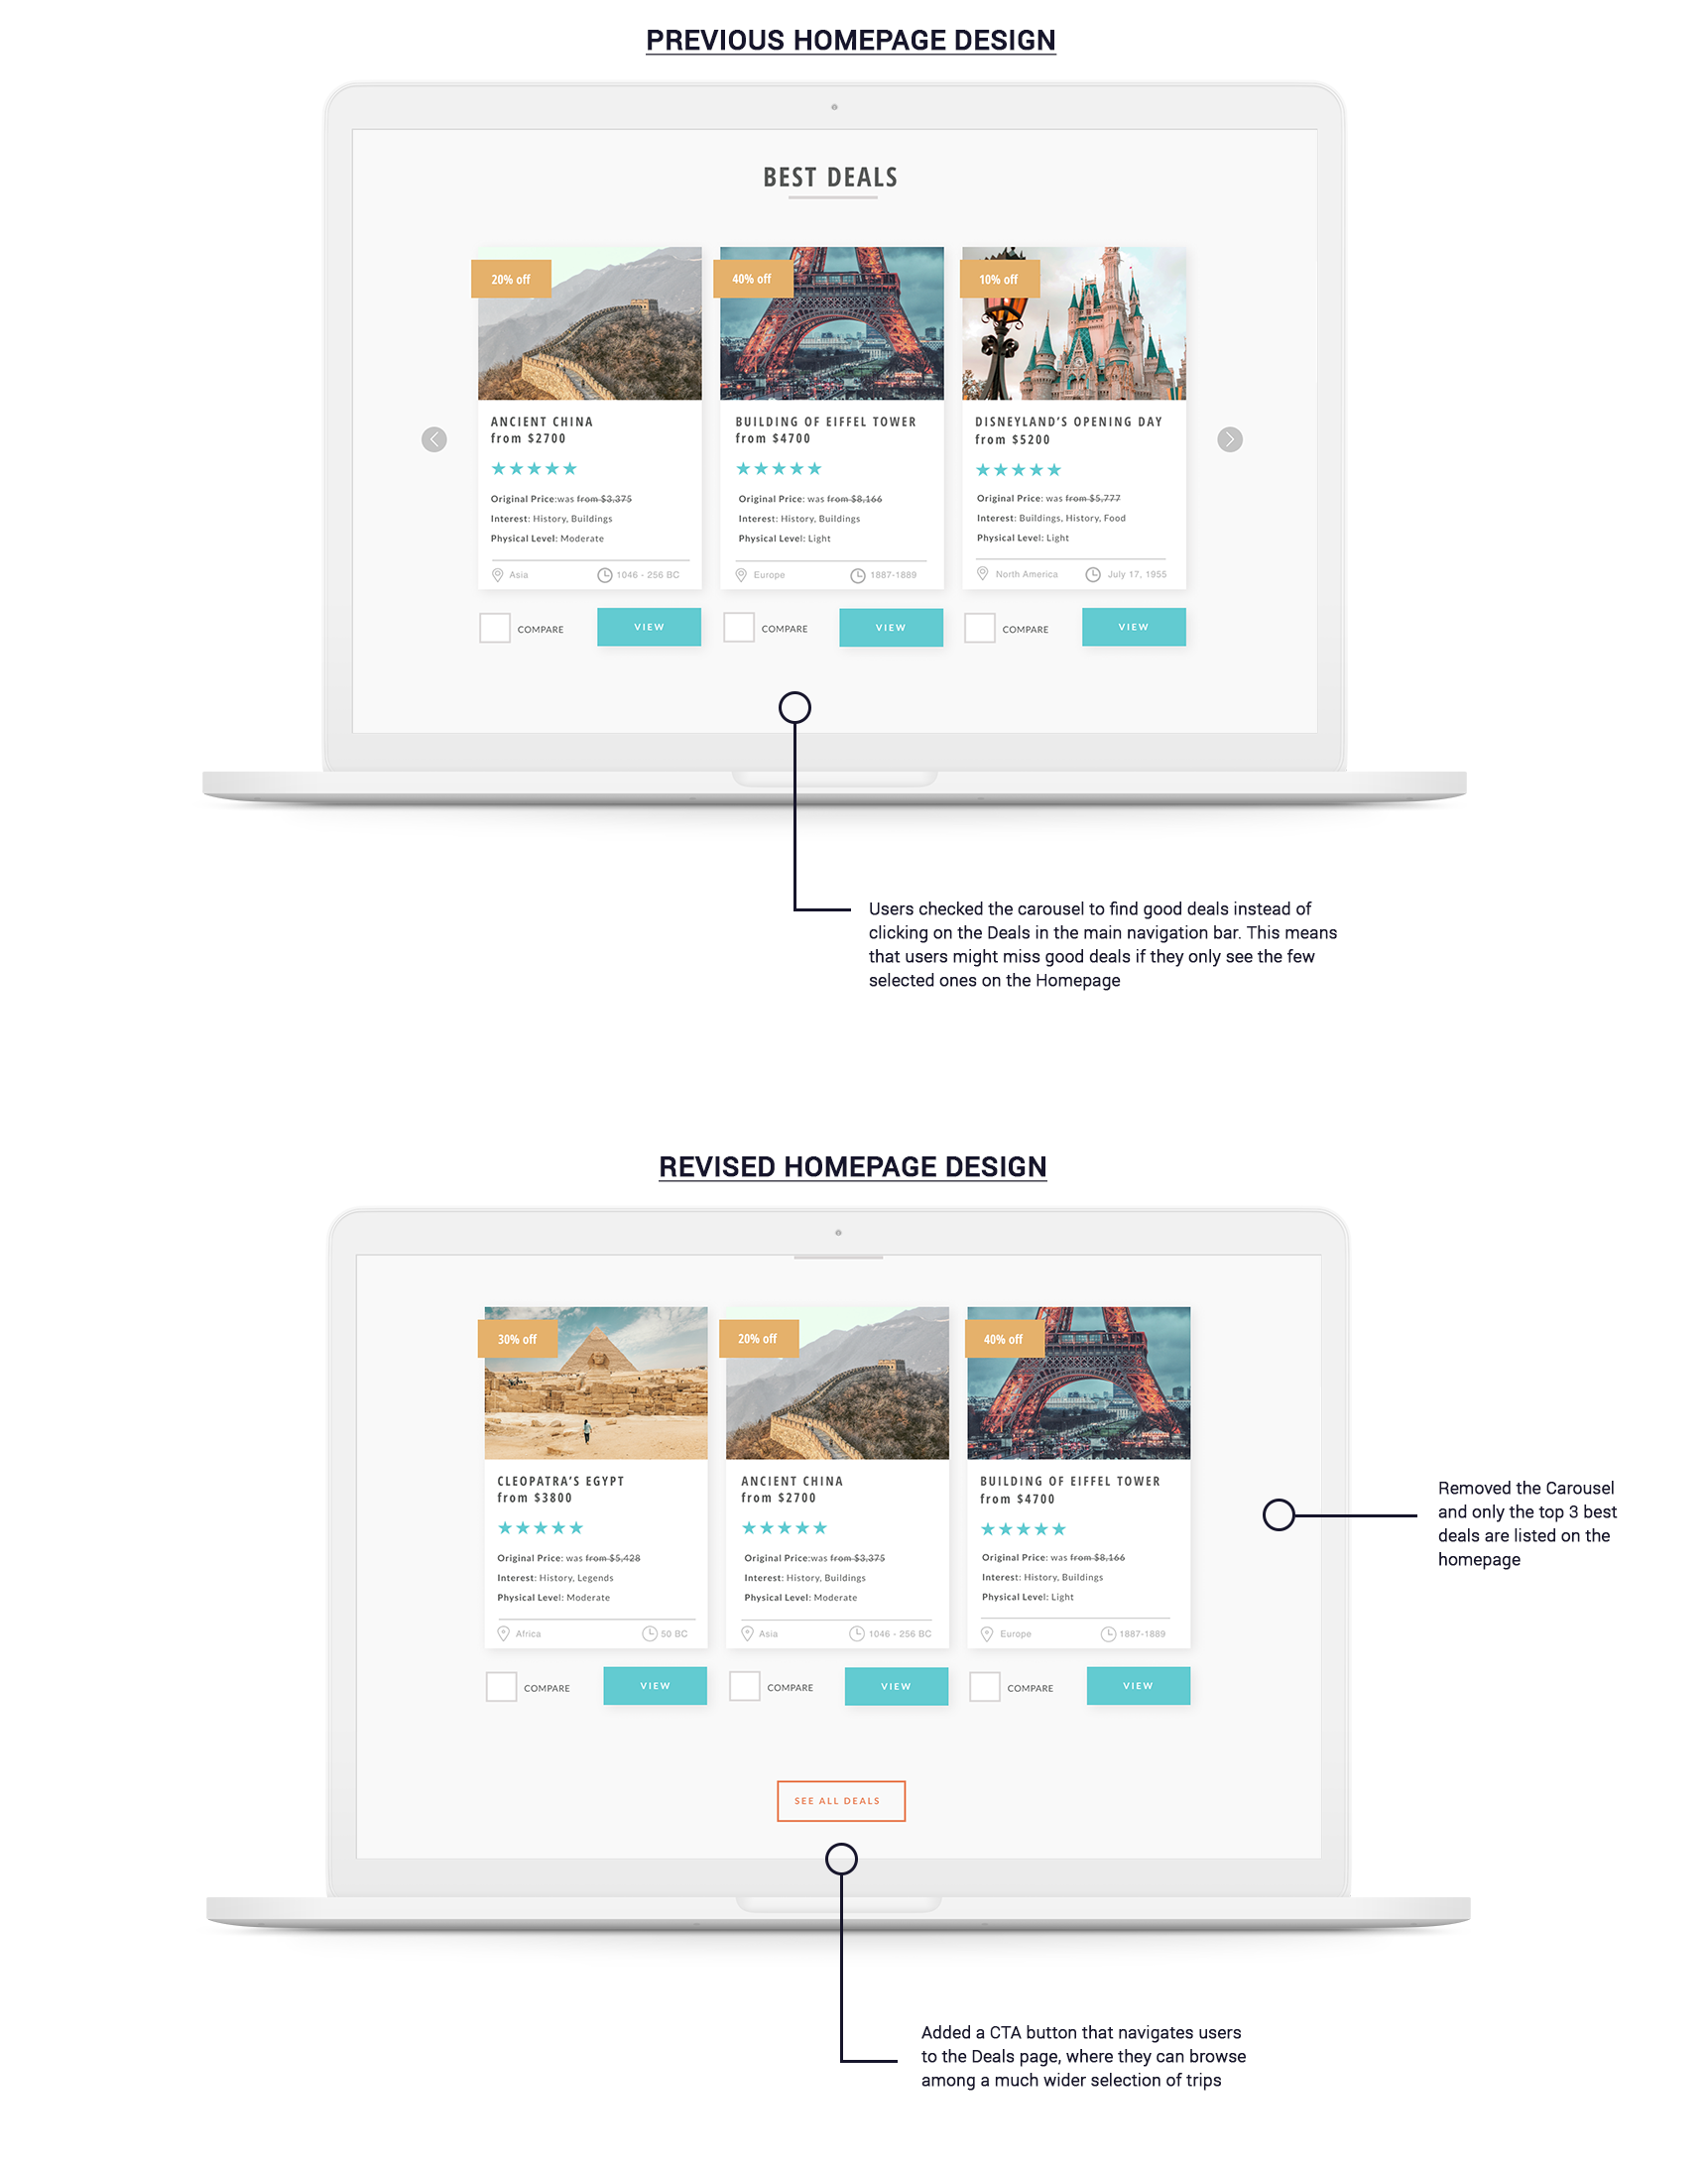 PREVIOUS HOMEPAGE DESIGN
BEST DEALS
20% off
40% off
10% off
ANCIENT CHINA
from $2700
Original Price:was from $3,375
Interest: History, Buildings
Physical Level: Moderate
Asia
1046 - 256 BC
BUILDING OF EIFFEL TOWER
from $4700
Original Price: was from $8,166
Interest: History, Buildings
Physical Level: Light
Europe
1887-1889
DISNEYLAND'S OPENING DAY
from $5200
Original Price: was from $5,777
Interest: Buildings, History, Food
Physical Level: Light
North America
July 17, 1955
COMPARE
VIEW
COMPARE
VIEW
COMPARE
VIEW
Users checked the carousel to find good deals instead of
clicking on the Deals in the main navigation bar. This means
that users might miss good deals if they only see the few
selected ones on the Homepage
REVISED HOMEPAGE DESIGN
30% off
20% off
40% off
CLEOPATRA'S EGYPT
from $3800
Original Price: was from $5,428
Interest: History, Legends
Physical Level: Moderate
Africa
50 BC
ANCIENT CHINA
from $2700
Original Price:was from $3,375
Interest: History, Buildings
Physical Level: Moderate
Asia
1046 - 256 BC
BUILDING OF EIFFEL TOWER
from $4700
Original Price: was from $8,166
Interest: History, Buildings
Physical Level: Light
Europe
1887-1889
COMPARE
VIEW
COMPARE
VIEW
COMPARE
VIEW
Removed the Carousel
and only the top 3 best
deals are listed on the
homepage
SEE ALL DEALS
Added a CTA button that navigates users
to the Deals page, where they can browse
among a much wider selection of trips